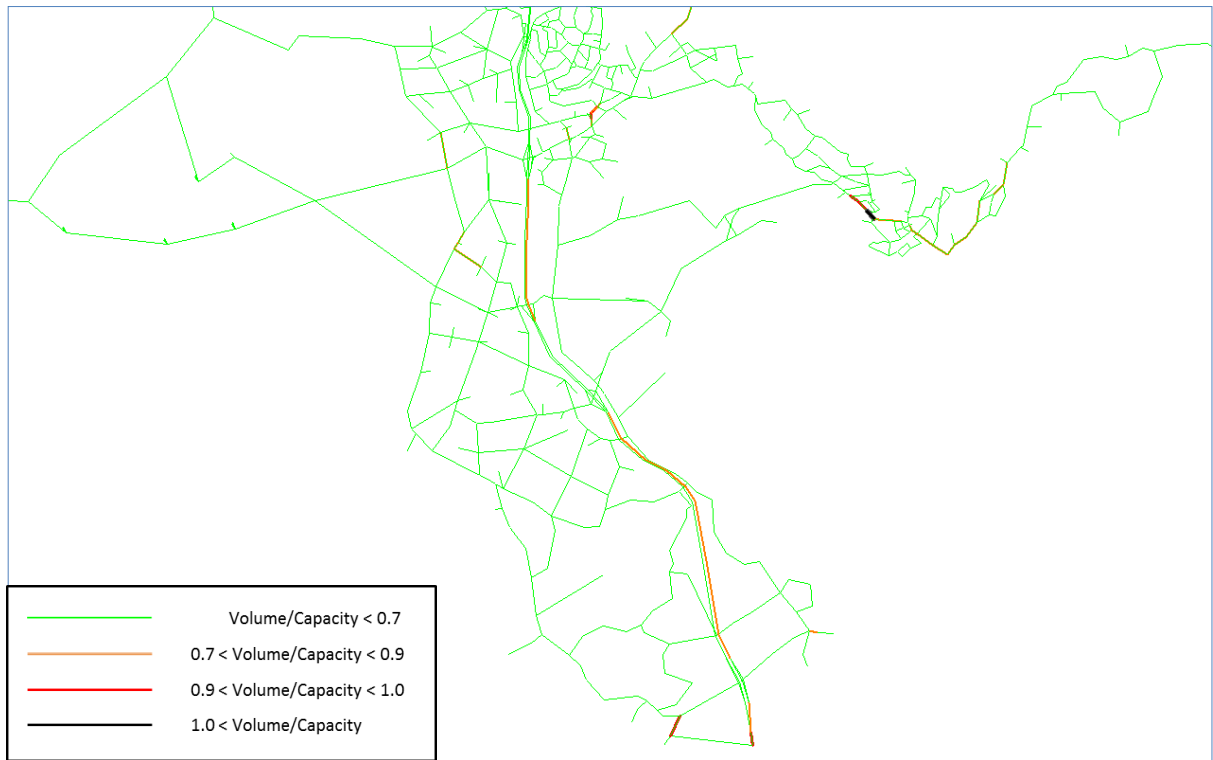 Volume/Capacity < 0.7
0.7 < Volume/Capacity < 0.9
0.9 < Volume/Capacity < 1.0
1.0 < Volume/Capacity